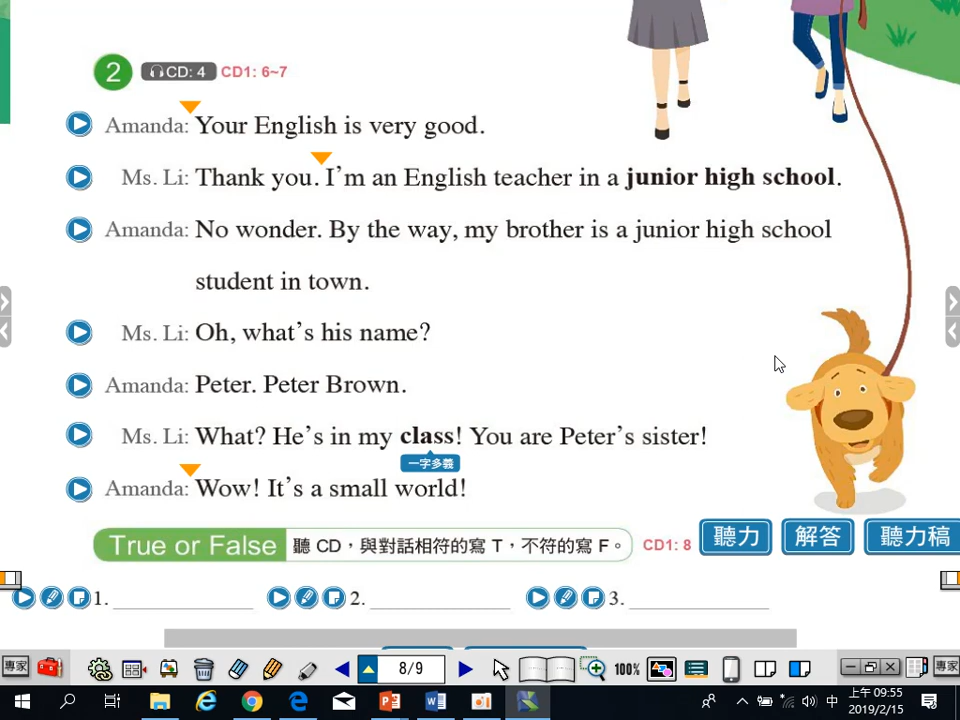 2 CD: 4 CD1: 6~7
Amanda: Your English is very good.
Ms. Li: Thank you. I'm an English teacher in a junior high school.
Amanda: No wonder. By the way, my brother is a junior high school
student in town.
Ms. Li: Oh, what's his name?
Amanda: Peter. Peter Brown.
Ms. Li: What? He's in my class! You are Peter's sister!
一字多義
Amanda: Wow! It's a small world!
True or False 聽 CD，與對話相符的寫 T，不符的寫 F。 CD1: 8 聽力 解答 聽力稿
1. 2. 3.
專家 8/9 100% 專家
中 上午 09:55
2019/2/15